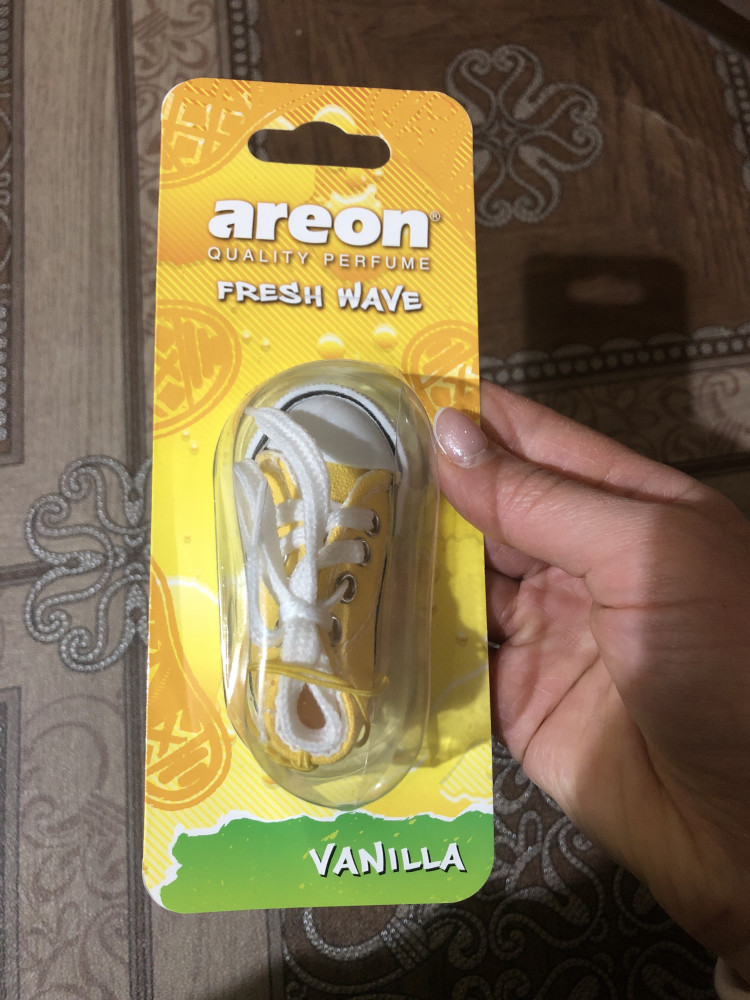 areon®
QUALITY PERFUME
FRESH WAVE
VANILLA